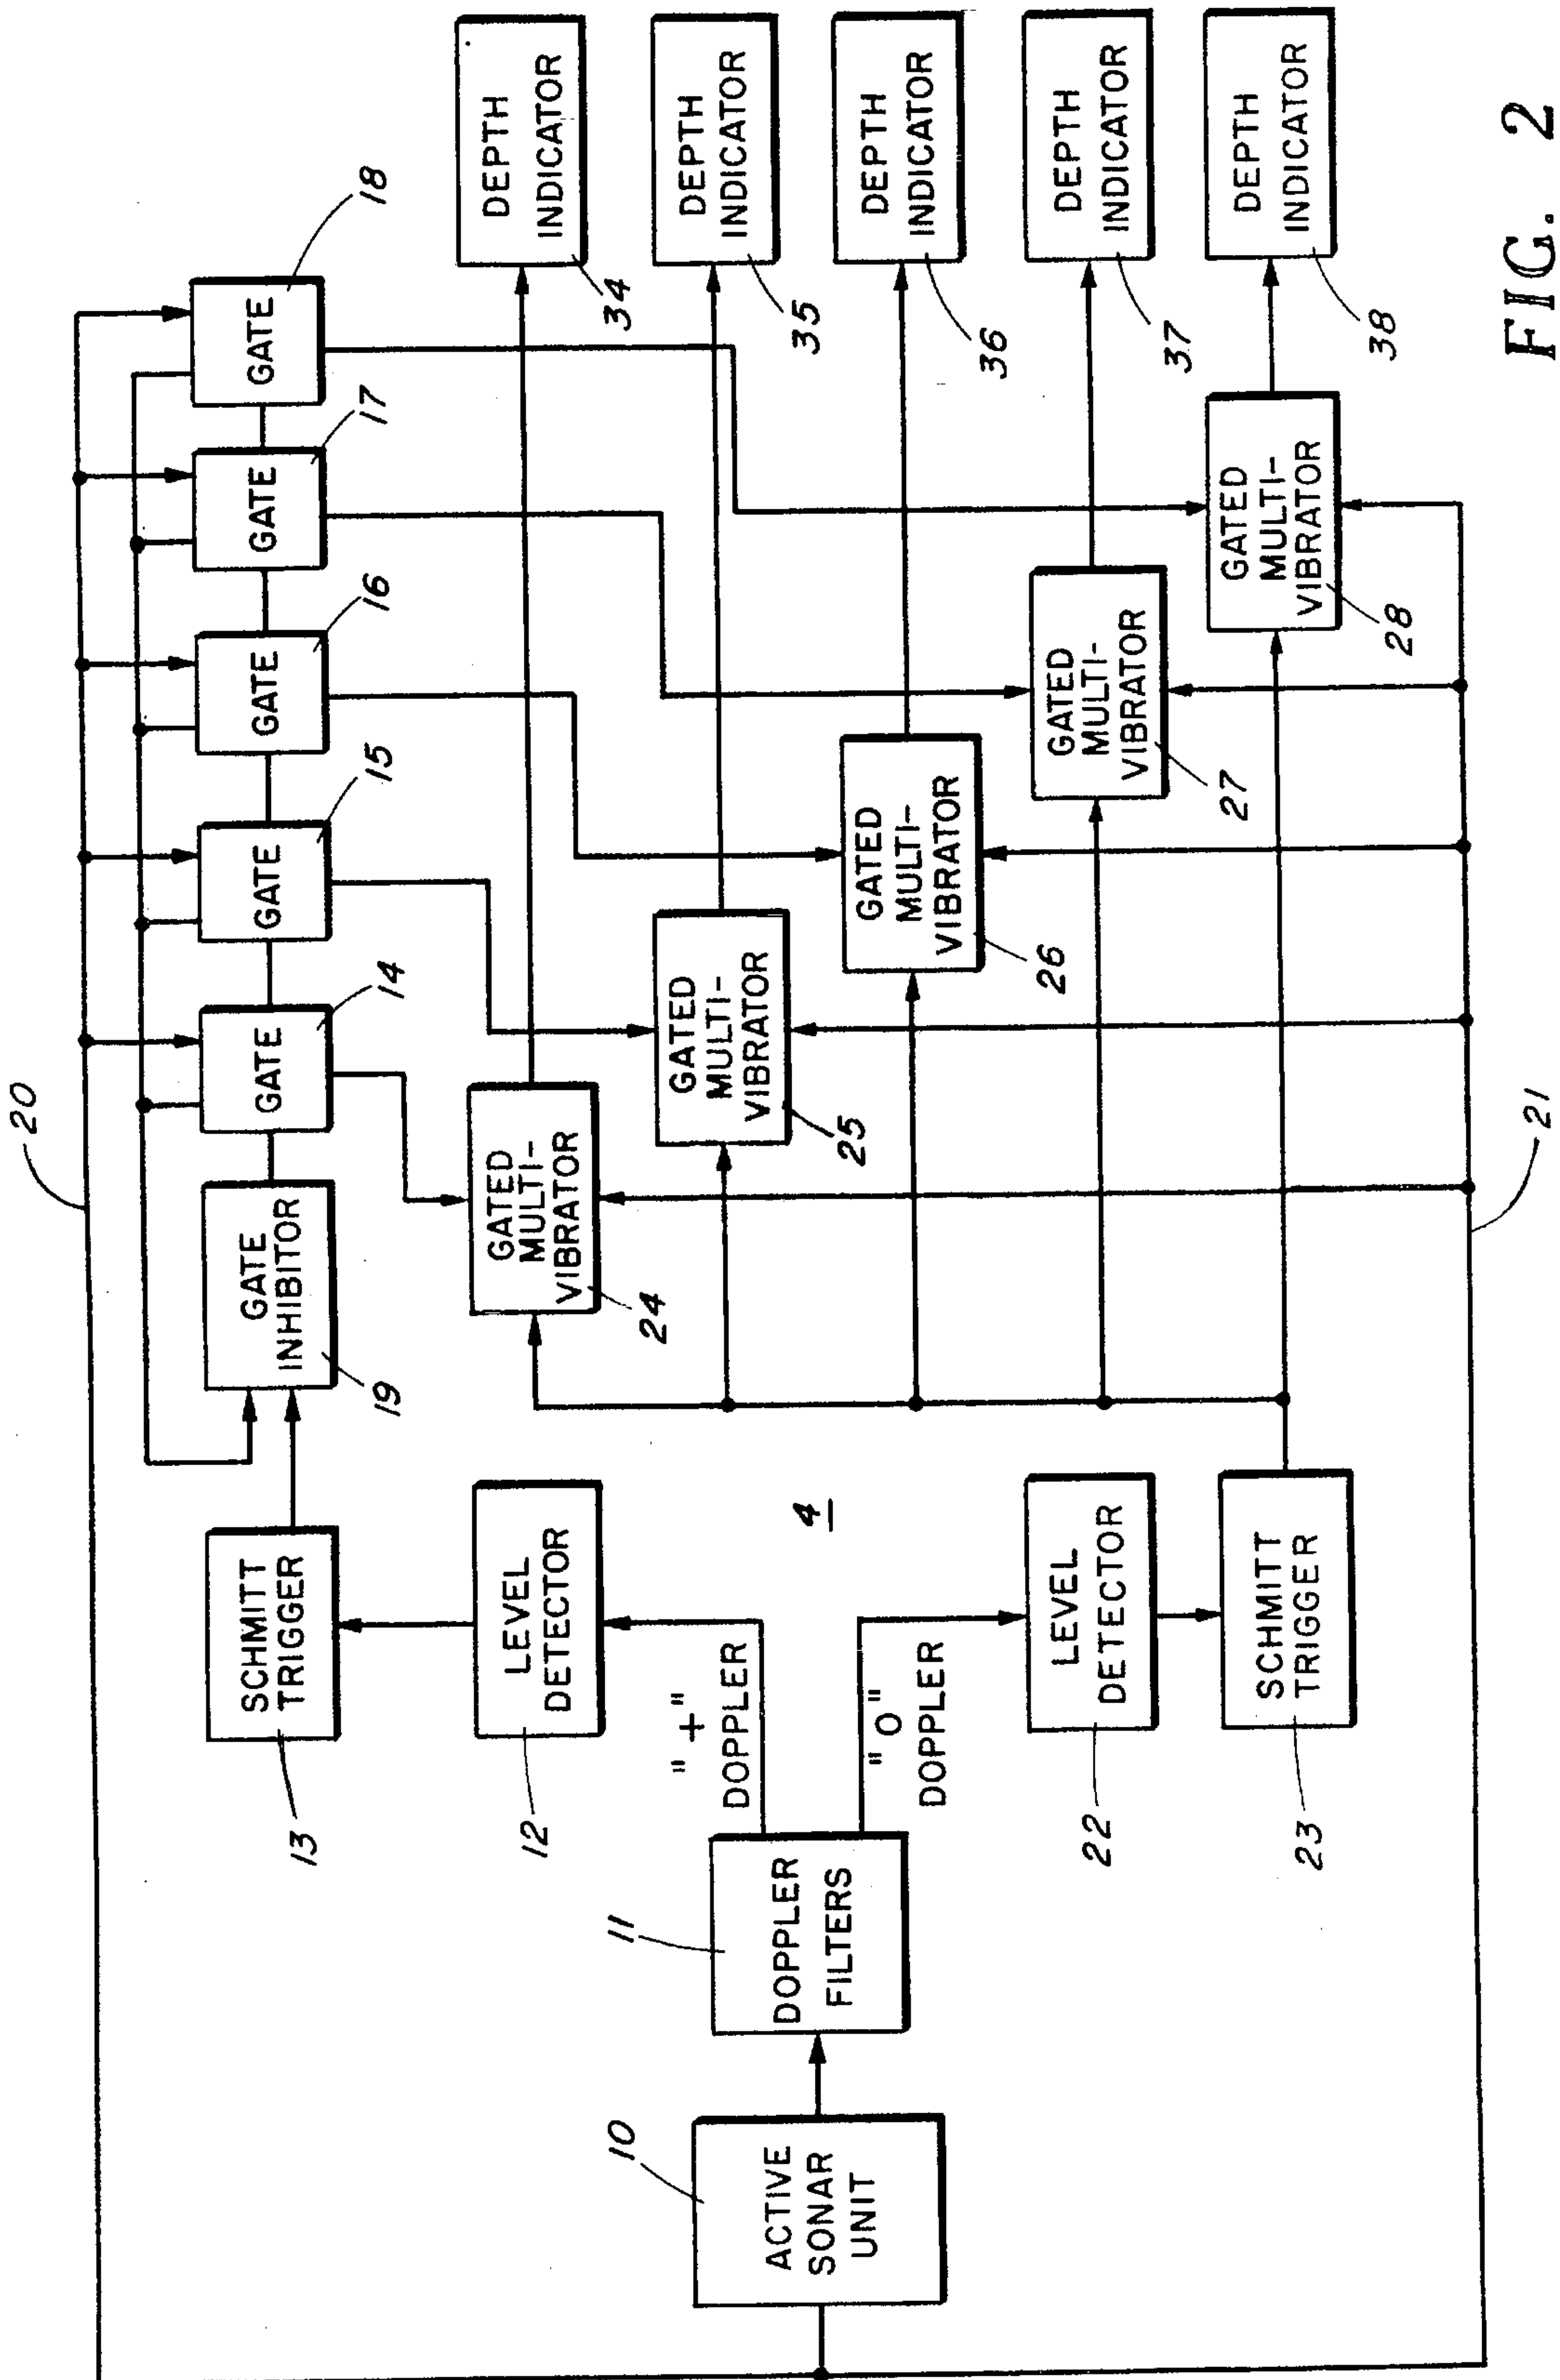 20
18
GATE
17
GATE
16
GATE
15
GATE
14
GATE
GATE
INHIBITOR
19
SCHMITT
TRIGGER
13
LEVEL
DETECTOR
12
"+"
DOPPLER
"O"
DOPPLER
4
LEVEL
DETECTOR
22
SCHMITT
TRIGGER
23
11
DOPPLER
FILTERS
10
ACTIVE
SONAR
UNIT
GATED
MULTI-
VIBRATOR
24
GATED
MULTI-
VIBRATOR
25
GATED
MULTI-
VIBRATOR
26
GATED
MULTI-
VIBRATOR
27
GATED
MULTI-
VIBRATOR
28
DEPTH
INDICATOR
34
DEPTH
INDICATOR
35
DEPTH
INDICATOR
36
DEPTH
INDICATOR
37
DEPTH
INDICATOR
38
21
FIG. 2